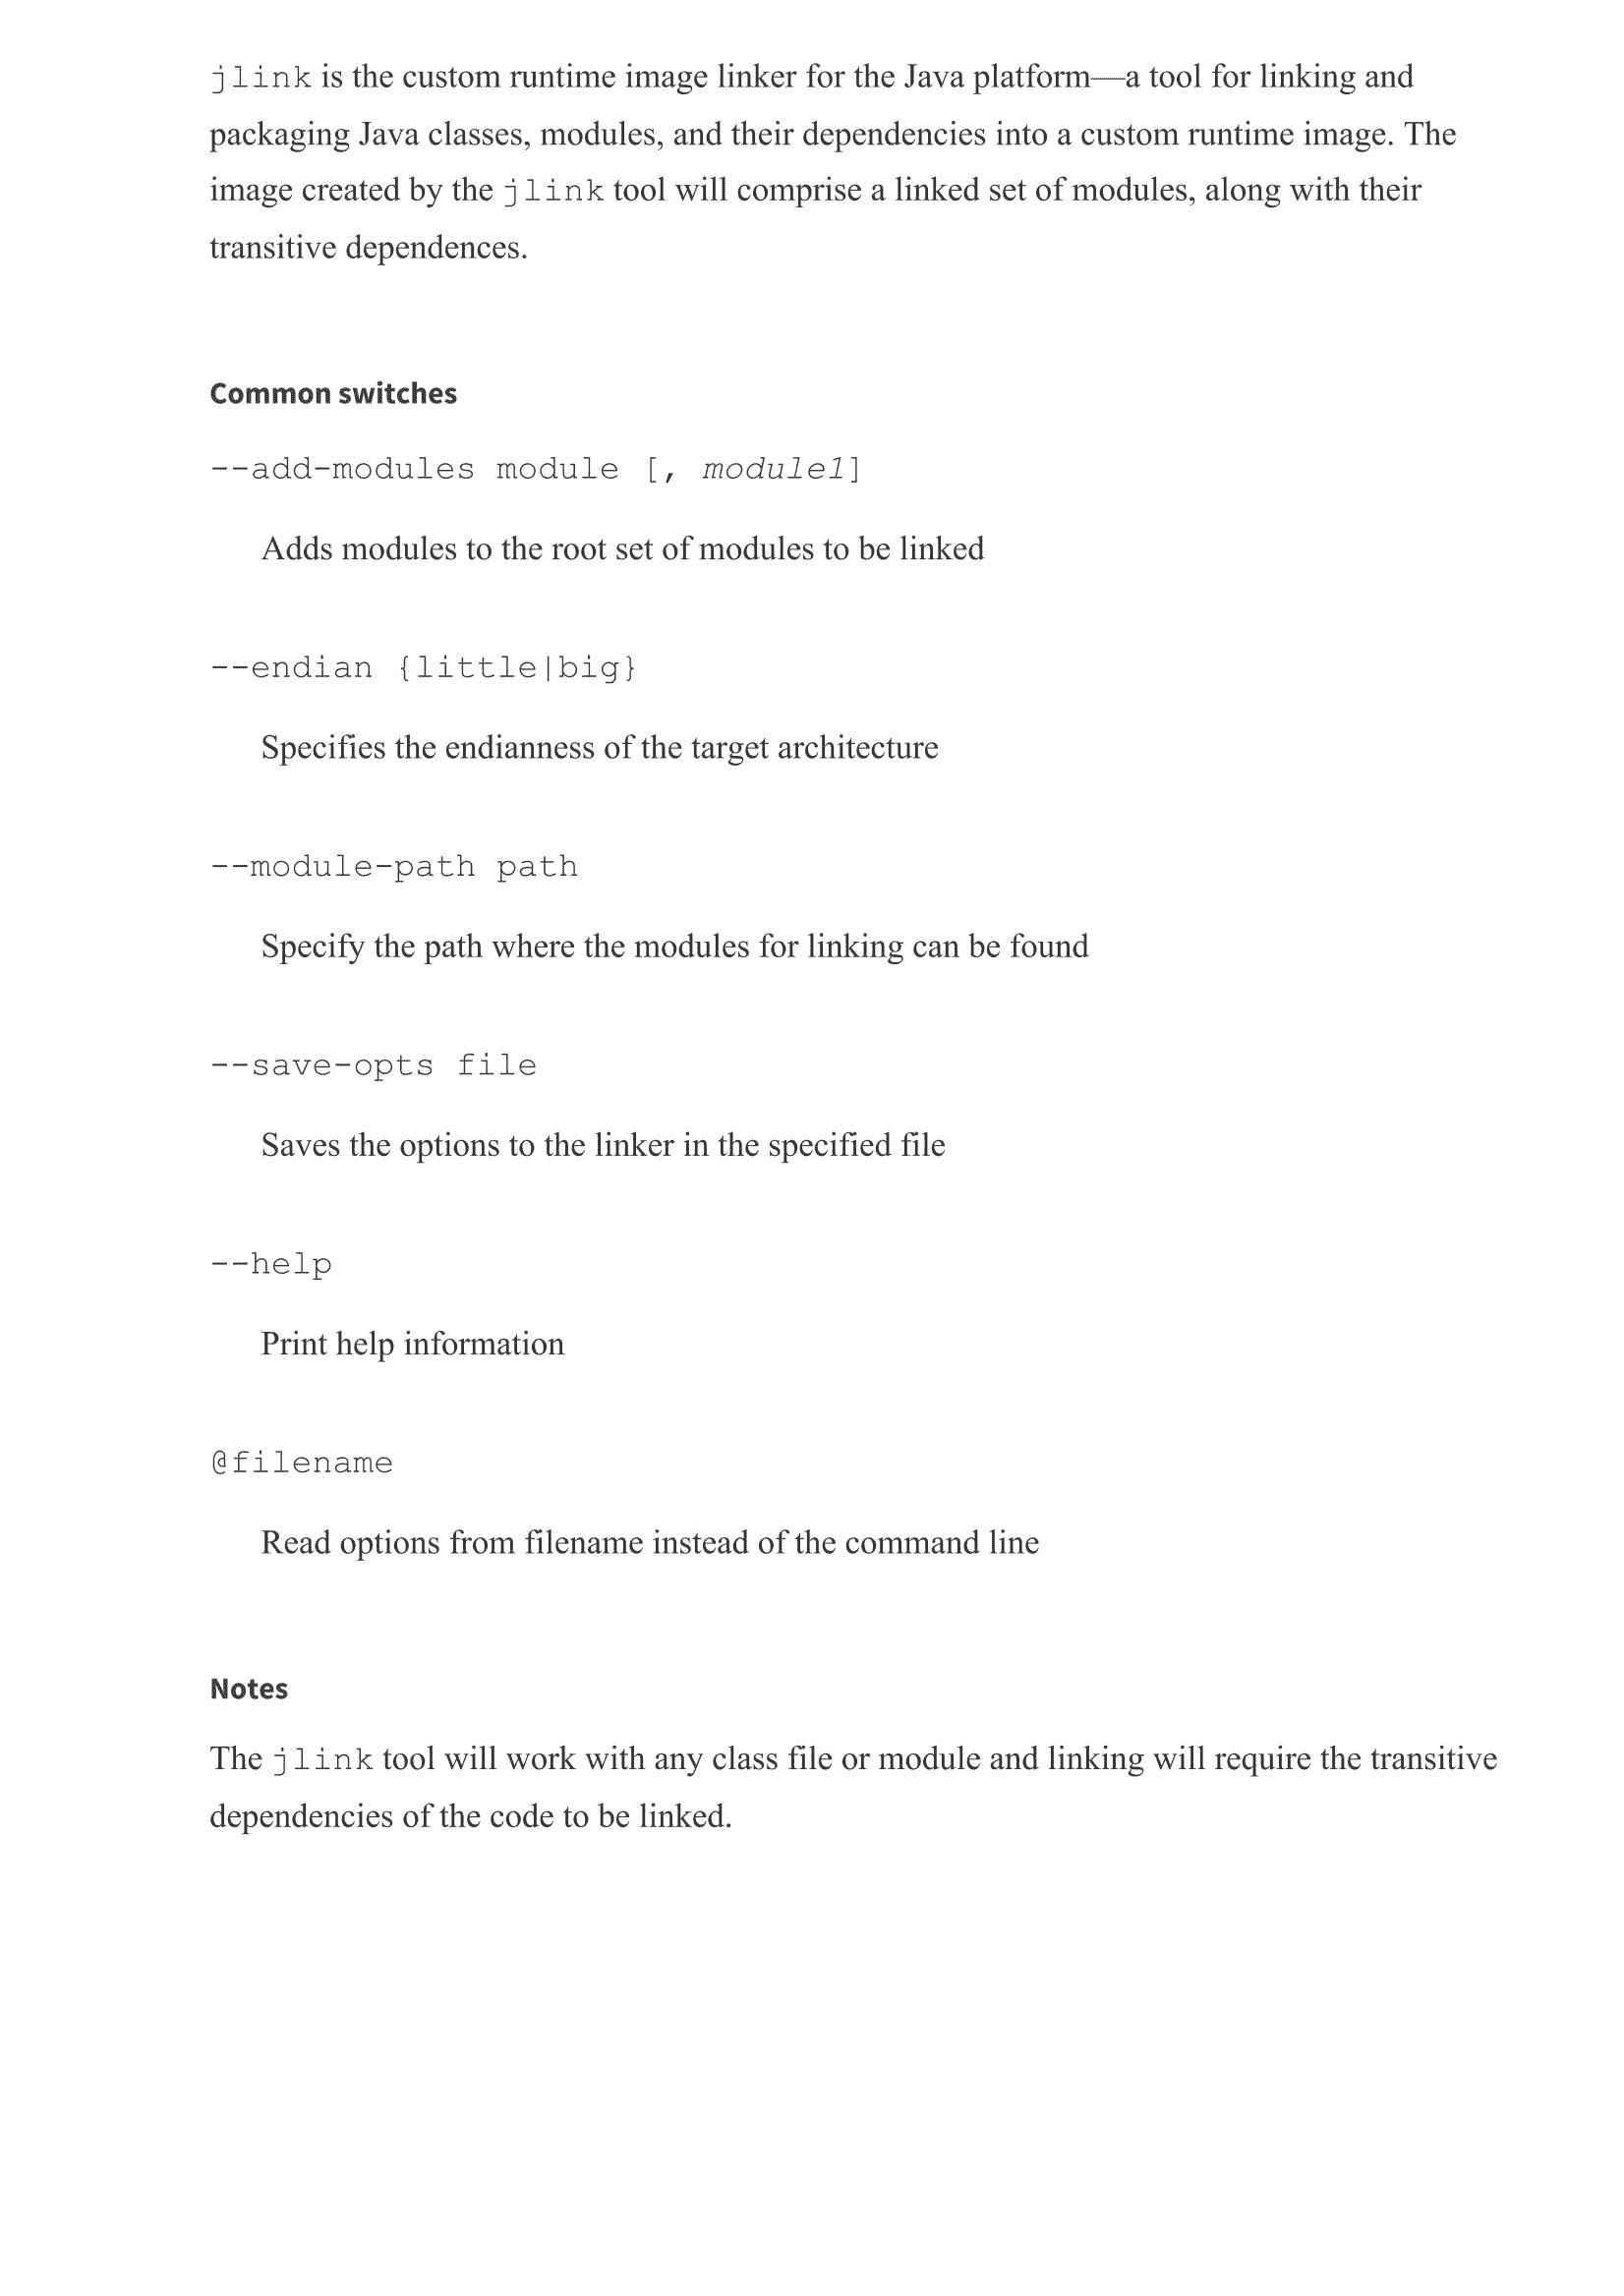 jlink is the custom runtime image linker for the Java platform—a tool for linking and
packaging Java classes, modules, and their dependencies into a custom runtime image. The
image created by the jlink tool will comprise a linked set of modules, along with their
transitive dependences.
Common switches
--add-modules module [, module1]
Adds modules to the root set of modules to be linked
--endian {little|big}
Specifies the endianness of the target architecture
--module-path path
Specify the path where the modules for linking can be found
--save-opts file
Saves the options to the linker in the specified file
--help
Print help information
@filename
Read options from filename instead of the command line
Notes
The jlink tool will work with any class file or module and linking will require the transitive
dependencies of the code to be linked.